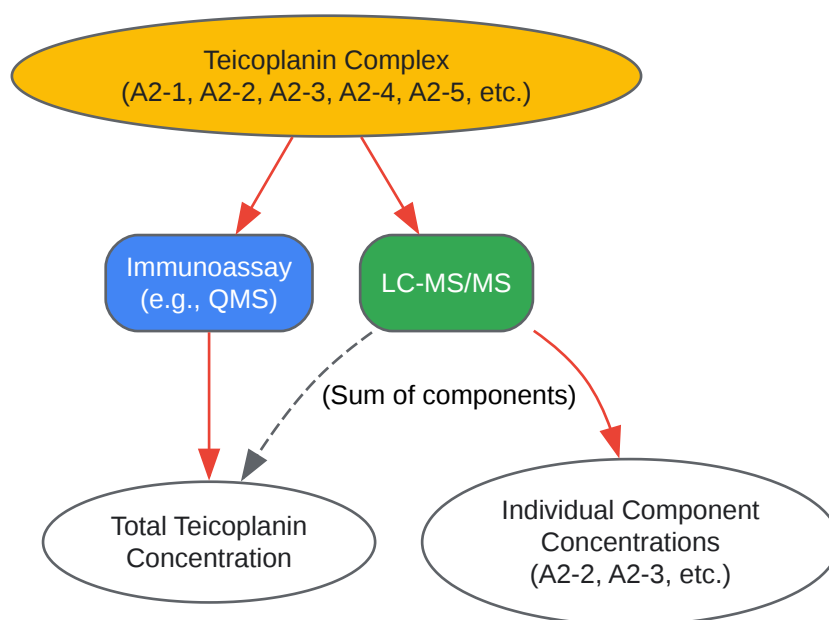 Teicoplanin Complex
(A2-1, A2-2, A2-3, A2-4, A2-5, etc.)
Immunoassay
(e.g., QMS)
LC-MS/MS
(Sum of components)
Total Teicoplanin
Concentration
Individual Component
Concentrations
(A2-2, A2-3, etc.)